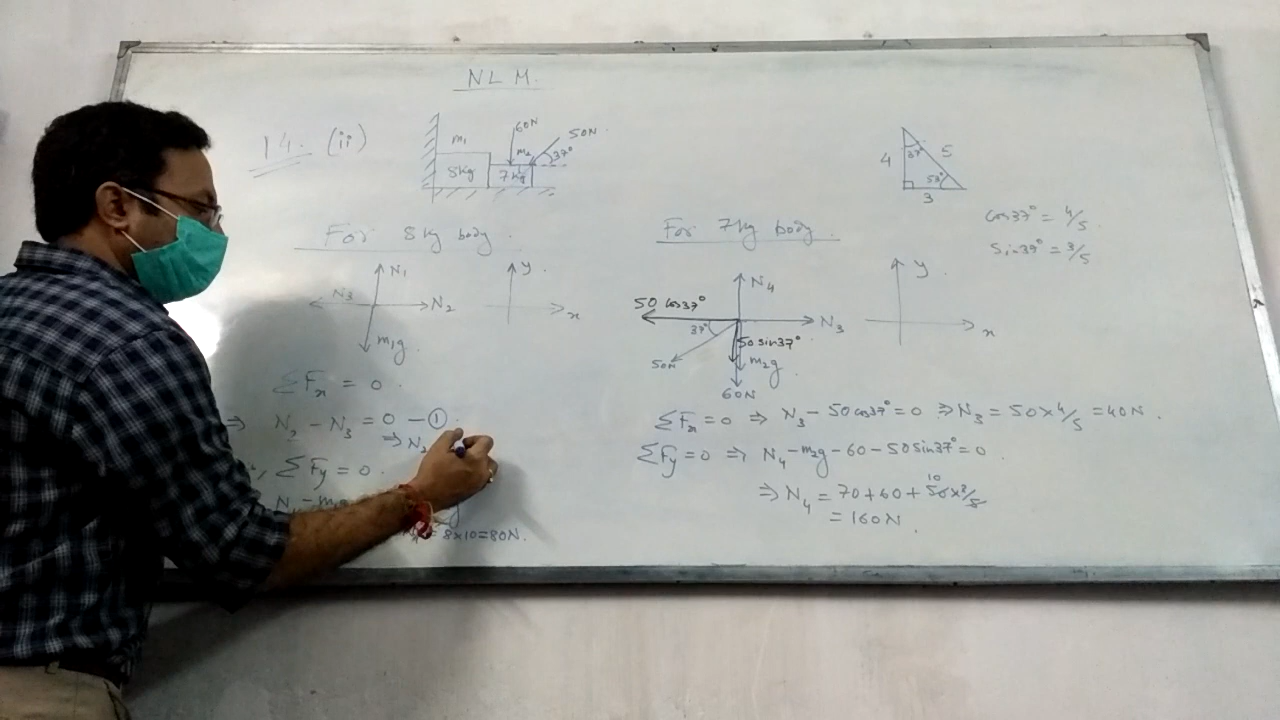 N L M.
14. (ii)
60N
50N
m₁
m₂
37°
8kg
7kg
4
37°
5
53°
3
Cos37° = 4/5
Sin37° = 3/5
For 8kg body.
N₁
N₃
N₂
m₁g
y
x
ΣFₓ = 0.
⇒ N₂ - N₃ = 0 - ①
⇒ N₂
ΣFy = 0.
= 8×10 = 80N.
For 7kg body.
N₄
50 cos37°
N₃
37°
50 sin37°
50N
m₂g
60N
y
x
ΣFₓ = 0 ⇒ N₃ - 50cos37° = 0 ⇒ N₃ = 50×4/5 = 40N.
ΣFy = 0 ⇒ N₄ - m₂g - 60 - 50sin37° = 0
10
⇒ N₄ = 70 + 60 + 50×3/5
= 160N.